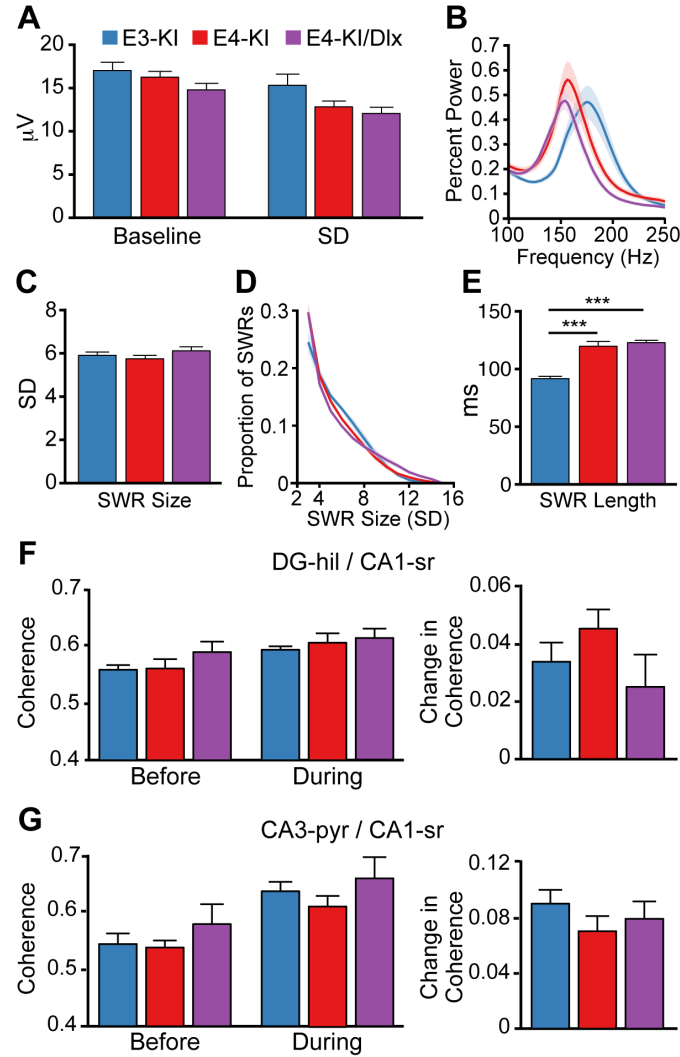 A
E3-KI E4-KI E4-KI/Dlx
μV
20
15
10
5
0
Baseline SD
B
Percent Power
0.7
0.6
0.5
0.4
0.3
0.2
0.1
0
100 150 200 250
Frequency (Hz)
C
SD
8
6
4
2
0
SWR Size
D
Proportion of SWRs
0.3
0.2
0.1
0
2 4 8 12 16
SWR Size (SD)
E
ms
150
100
50
0
***
***
SWR Length
F
DG-hil / CA1-sr
Coherence
0.7
0.6
0.5
0.4
Before During
Change in
Coherence
0.06
0.04
0.02
0
G
CA3-pyr / CA1-sr
Coherence
0.7
0.6
0.5
0.4
Before During
Change in
Coherence
0.12
0.08
0.04
0